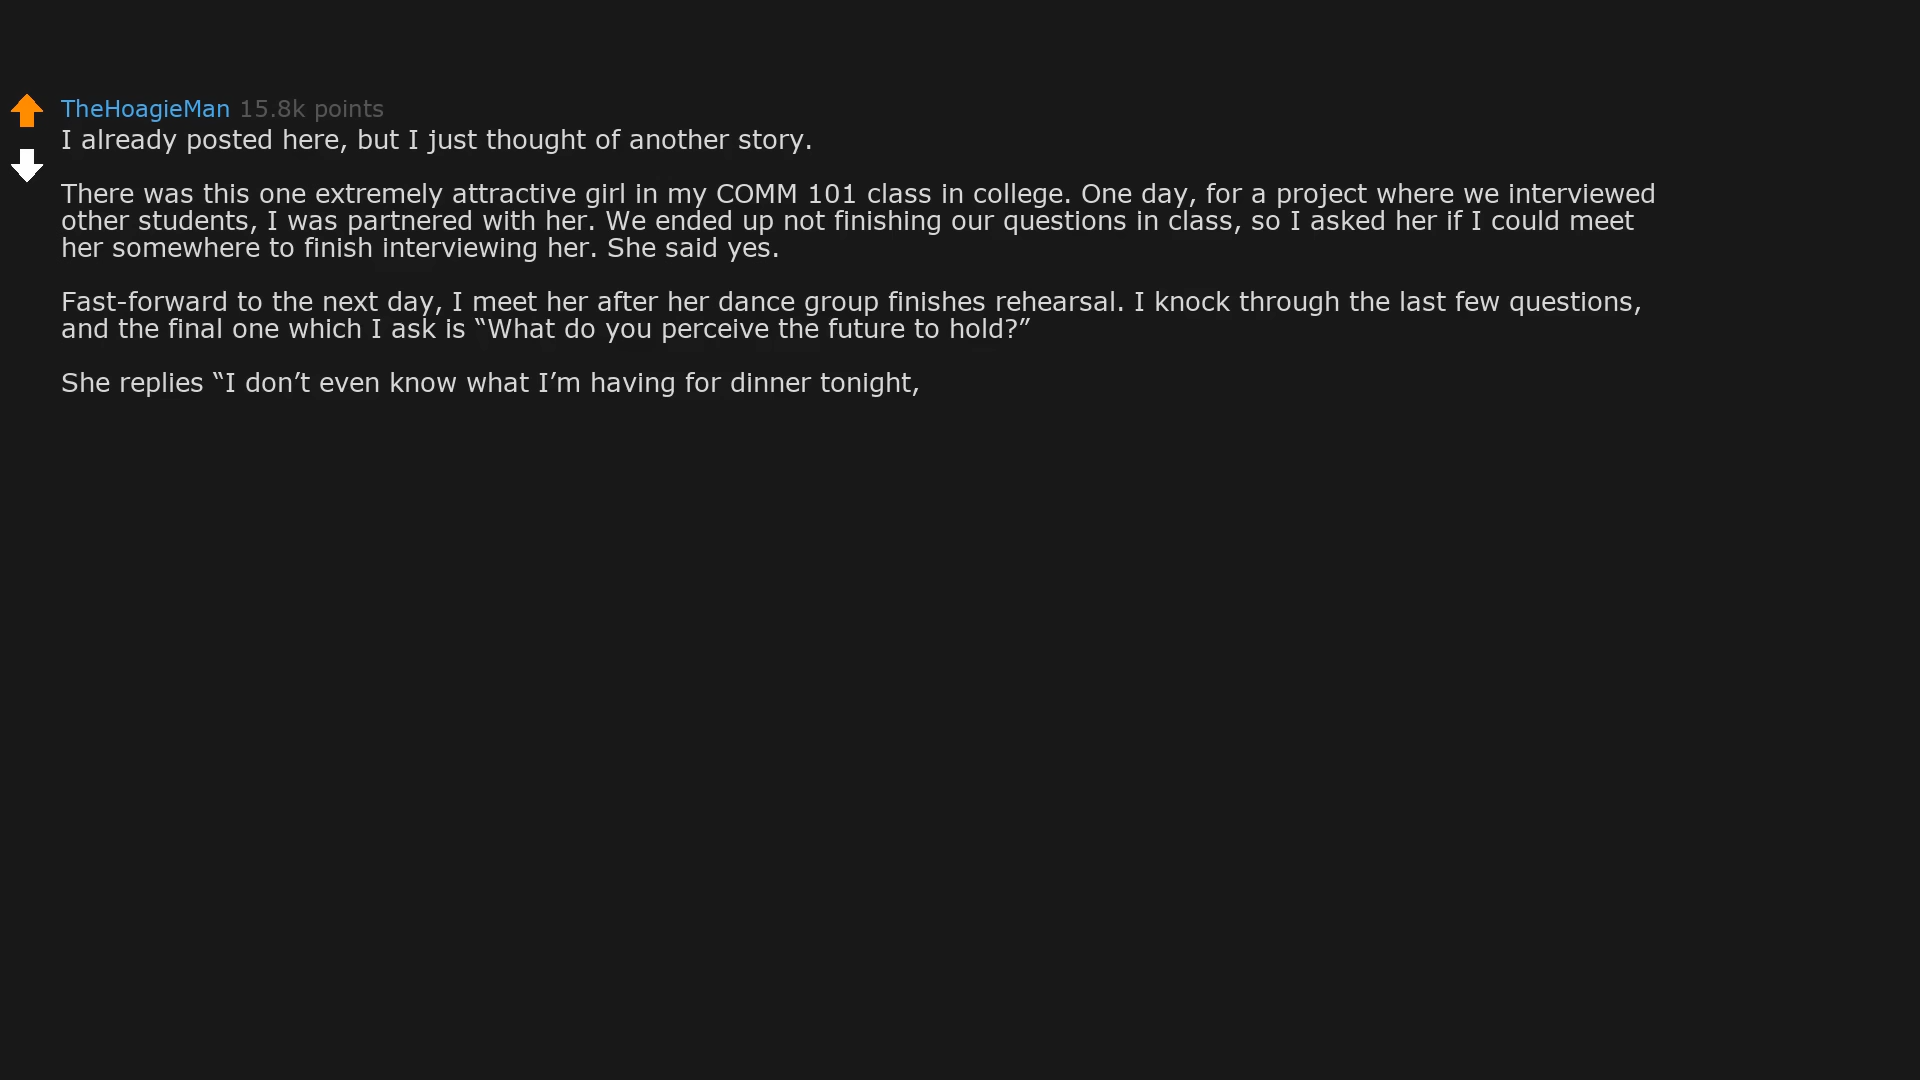 TheHoagieMan 15.8k points
I already posted here, but I just thought of another story.
There was this one extremely attractive girl in my COMM 101 class in college. One day, for a project where we interviewed
other students, I was partnered with her. We ended up not finishing our questions in class, so I asked her if I could meet
her somewhere to finish interviewing her. She said yes.
Fast-forward to the next day, I meet her after her dance group finishes rehearsal. I knock through the last few questions,
and the final one which I ask is “What do you perceive the future to hold?”
She replies “I don’t even know what I’m having for dinner tonight,